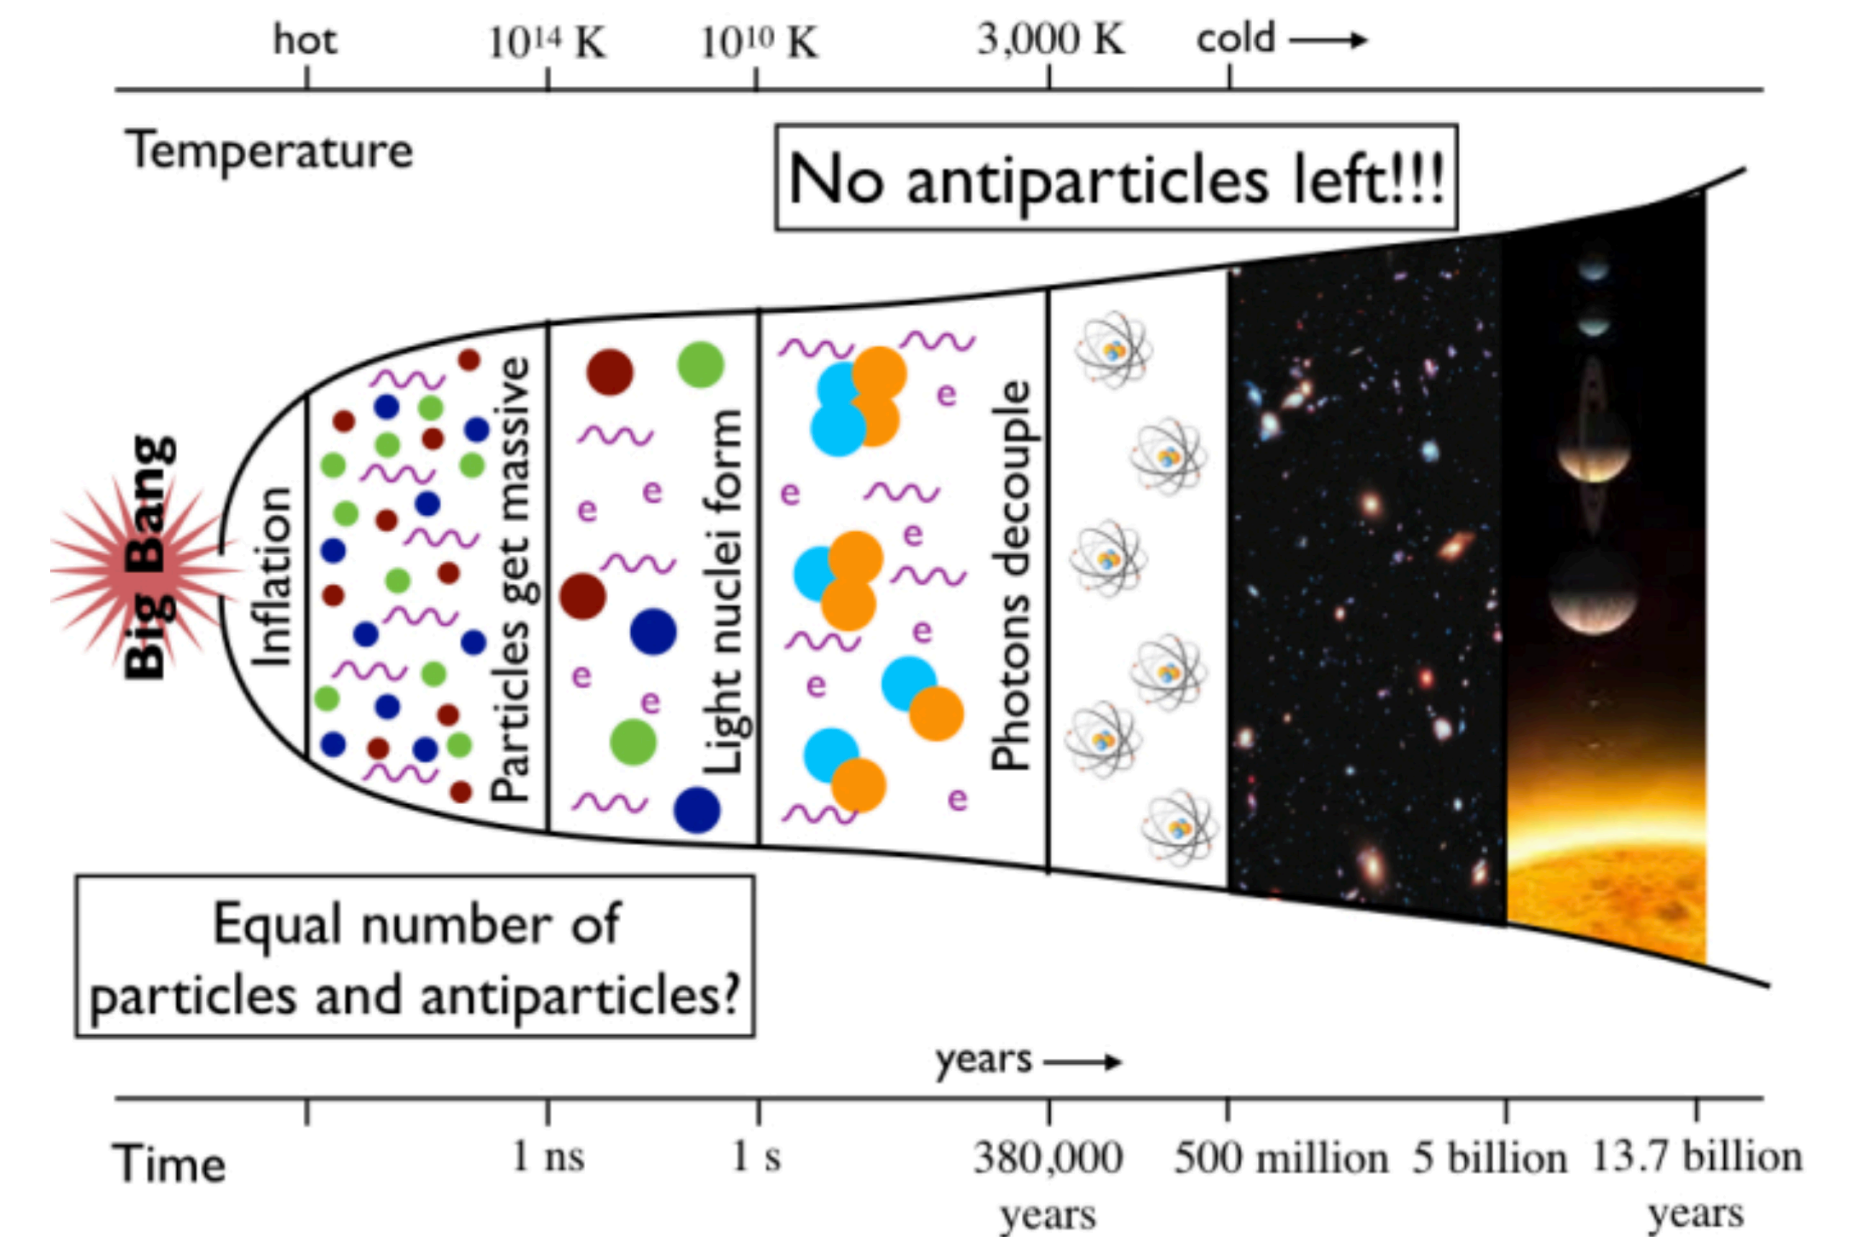 hot 10¹⁴ K 10¹⁰ K 3,000 K cold
Temperature
No antiparticles left!!!
Big Bang
Inflation
Particles get massive
Light nuclei form
Photons decouple
e
e
e
e
e
e
e
e
e
e
Equal number of
particles and antiparticles?
years
Time
1 ns 1 s 380,000 500 million 5 billion 13.7 billion
years years